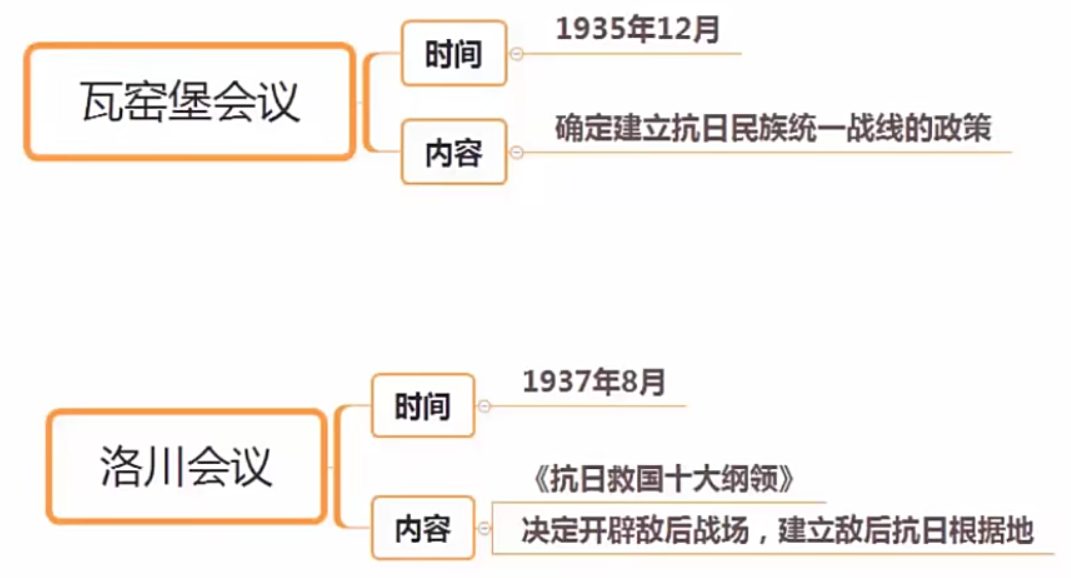 瓦窑堡会议
时间
1935年12月
内容
确定建立抗日民族统一战线的政策
洛川会议
时间
1937年8月
内容
《抗日救国十大纲领》
决定开辟敌后战场，建立敌后抗日根据地